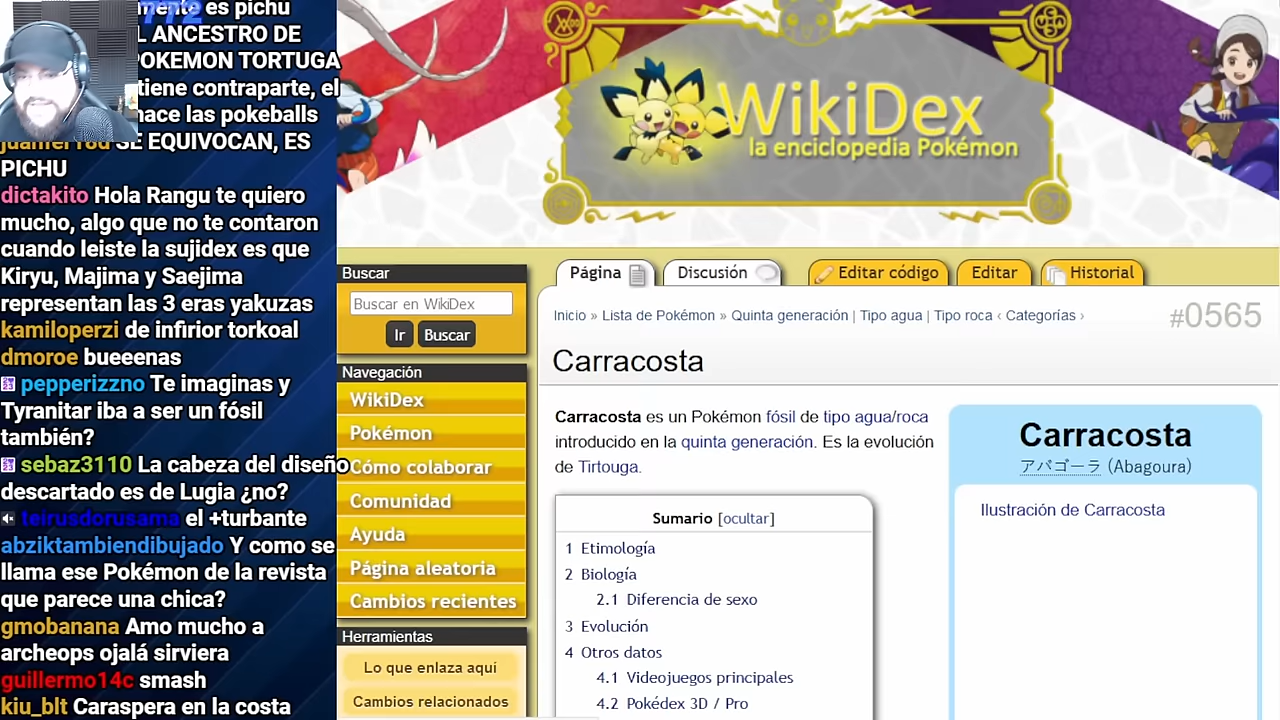 772
mente es pichu
L ANCESTRO DE
POKEMON TORTUGA
tiene contraparte, el
hace las pokeballs
SE EQUIVOCAN, ES
PICHU
dictakito Hola Rangu te quiero
mucho, algo que no te contaron
cuando leiste la sujidex es que
Kiryu, Majima y Saejima
representan las 3 eras yakuzas
kamiloperzi de infirior torkoal
dmoroe bueeenas
pepperizzno Te imaginas y
Tyranitar iba a ser un fósil
también?
sebaz3110 La cabeza del diseño
descartado es de Lugia ¿no?
teirusdorusama el +turbante
abziktambiendibujado Y como se
llama ese Pokémon de la revista
que parece una chica?
gmobanana Amo mucho a
archeops ojalá sirviera
guillermo14c smash
kiu_blt Caraspera en la costa
WikiDex
la enciclopedia Pokémon
Buscar
Buscar en WikiDex
Ir Buscar
Navegación
WikiDex
Pokémon
Cómo colaborar
Comunidad
Ayuda
Página aleatoria
Cambios recientes
Herramientas
Lo que enlaza aquí
Cambios relacionados
Página Discusión Editar código Editar Historial
Inicio » Lista de Pokémon » Quinta generación | Tipo agua | Tipo roca ‹ Categorías ›
#0565
Carracosta
Carracosta es un Pokémon fósil de tipo agua/roca
introducido en la quinta generación. Es la evolución
de Tirtouga.
Sumario [ocultar]
1 Etimología
2 Biología
2.1 Diferencia de sexo
3 Evolución
4 Otros datos
4.1 Videojuegos principales
4.2 Pokédex 3D / Pro
Carracosta
アバゴーラ (Abagoura)
Ilustración de Carracosta